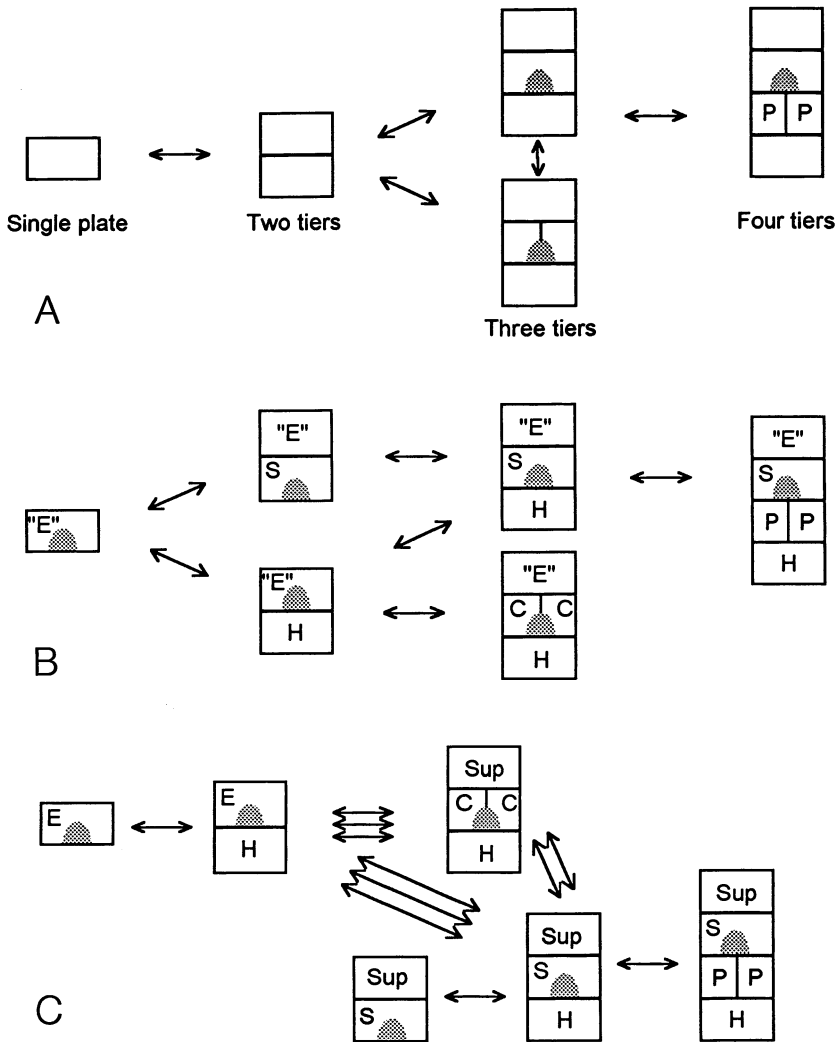 P P
Single plate
Two tiers
Four tiers
A
Three tiers
"E"
"E"
"E"
S
S
S
H
"E"
P P
"E"
"E"
H
H
C C
B
H
Sup
E
E
C C
H
H
Sup
Sup
S
Sup
S
P P
S
H
H
C